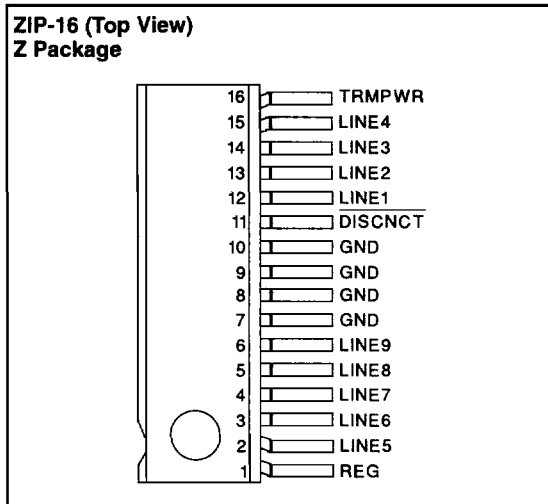 ZIP-16 (Top View)
Z Package
16 TRMPWR
15 LINE4
14 LINE3
13 LINE2
12 LINE1
11 DISCNCT
10 GND
9 GND
8 GND
7 GND
6 LINE9
5 LINE8
4 LINE7
3 LINE6
2 LINE5
1 REG